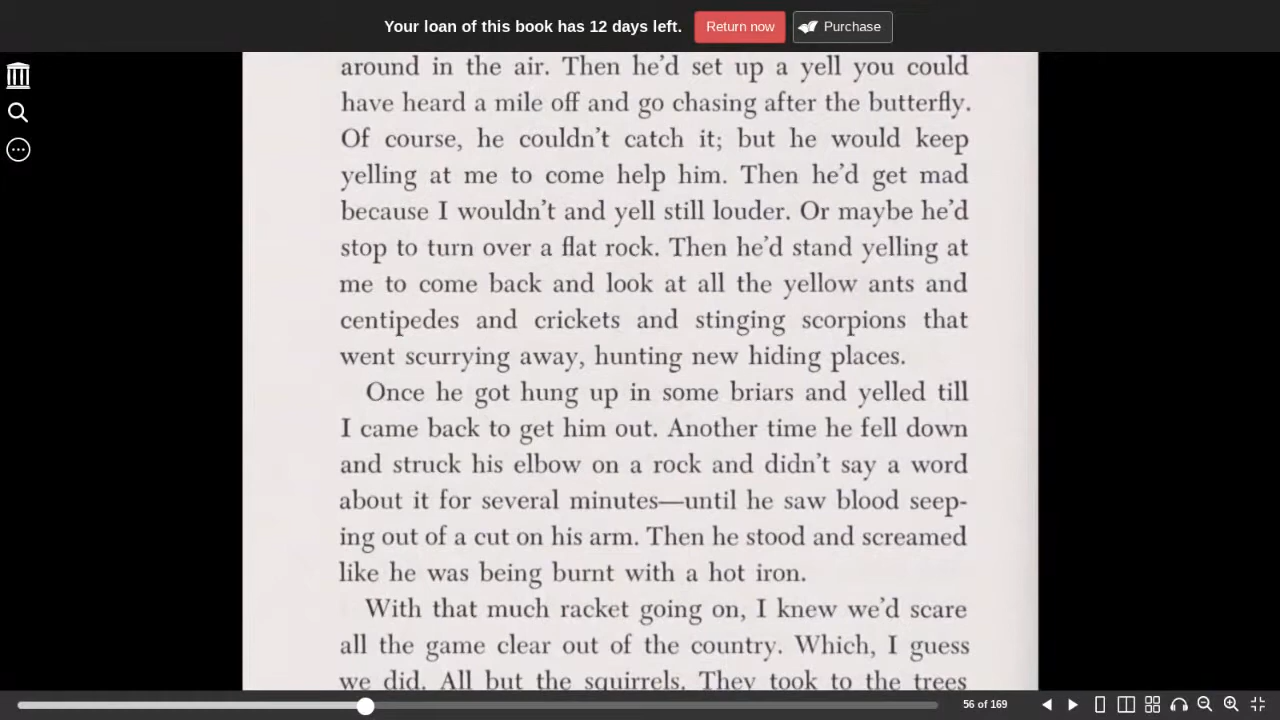 Your loan of this book has 12 days left. Return now Purchase
around in the air. Then he’d set up a yell you could
have heard a mile off and go chasing after the butterfly.
Of course, he couldn’t catch it; but he would keep
yelling at me to come help him. Then he’d get mad
because I wouldn’t and yell still louder. Or maybe he’d
stop to turn over a flat rock. Then he’d stand yelling at
me to come back and look at all the yellow ants and
centipedes and crickets and stinging scorpions that
went scurrying away, hunting new hiding places.
Once he got hung up in some briars and yelled till
I came back to get him out. Another time he fell down
and struck his elbow on a rock and didn’t say a word
about it for several minutes—until he saw blood seep-
ing out of a cut on his arm. Then he stood and screamed
like he was being burnt with a hot iron.
With that much racket going on, I knew we’d scare
all the game clear out of the country. Which, I guess
we did. All but the squirrels. They took to the trees
56 of 169